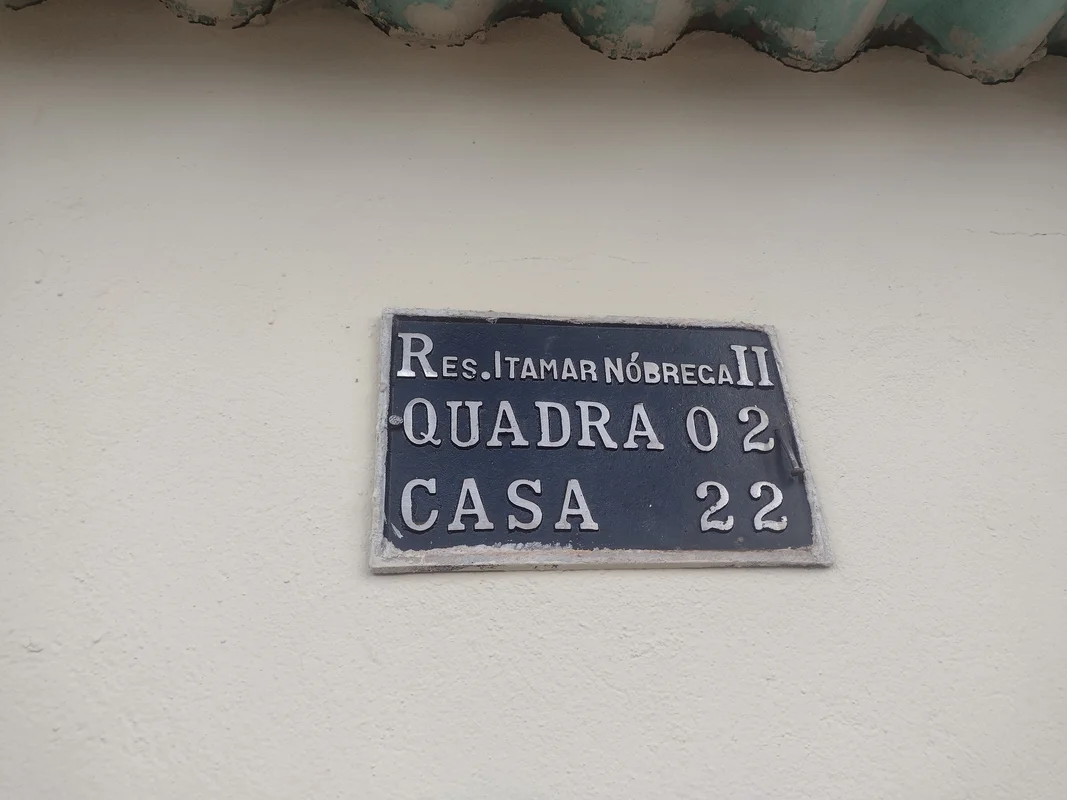 RES. ITAMAR NÓBREGA II
QUADRA 02
CASA 22